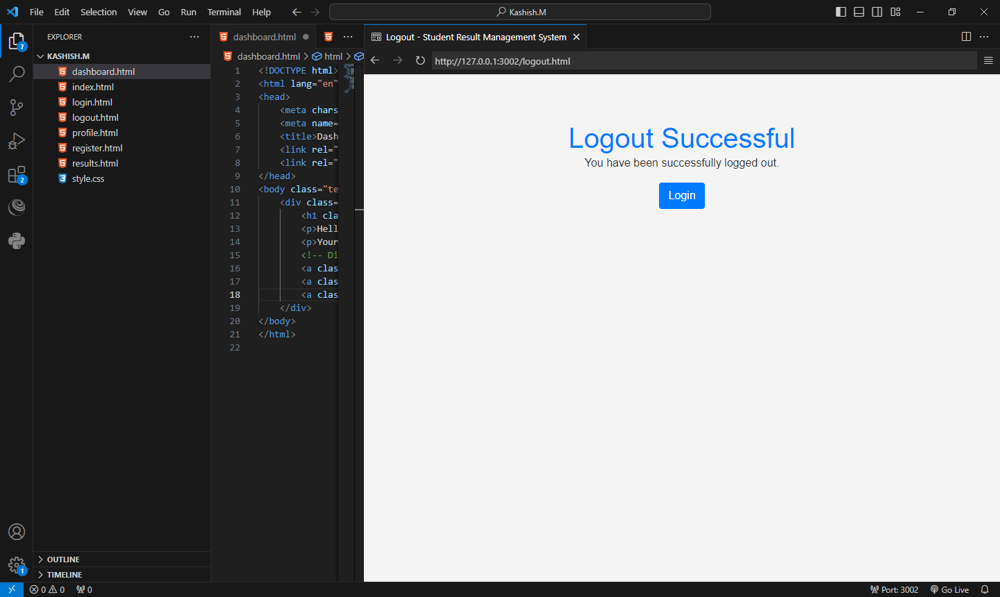 File Edit Selection View Go Run Terminal Help
Kashish.M
EXPLORER
KASHISH.M
dashboard.html
index.html
login.html
logout.html
profile.html
register.html
results.html
style.css
OUTLINE
TIMELINE
7
2
1
dashboard.html
dashboard.html > html >
1 <!DOCTYPE html>
2 <html lang="en"
3 <head>
4 <meta chars
5 <meta name=
6 <title>Dash
7 <link rel="
8 <link rel="
9 </head>
10 <body class="te
11 <div class=
12 <h1 cla
13 <p>Hell
14 <p>Your
15 <!-- Di
16 <a clas
17 <a clas
18 <a clas
19 </div>
20 </body>
21 </html>
22
Logout - Student Result Management System
http://127.0.0.1:3002/logout.html
Logout Successful
You have been successfully logged out.
Login
0 0 0
Port: 3002 Go Live